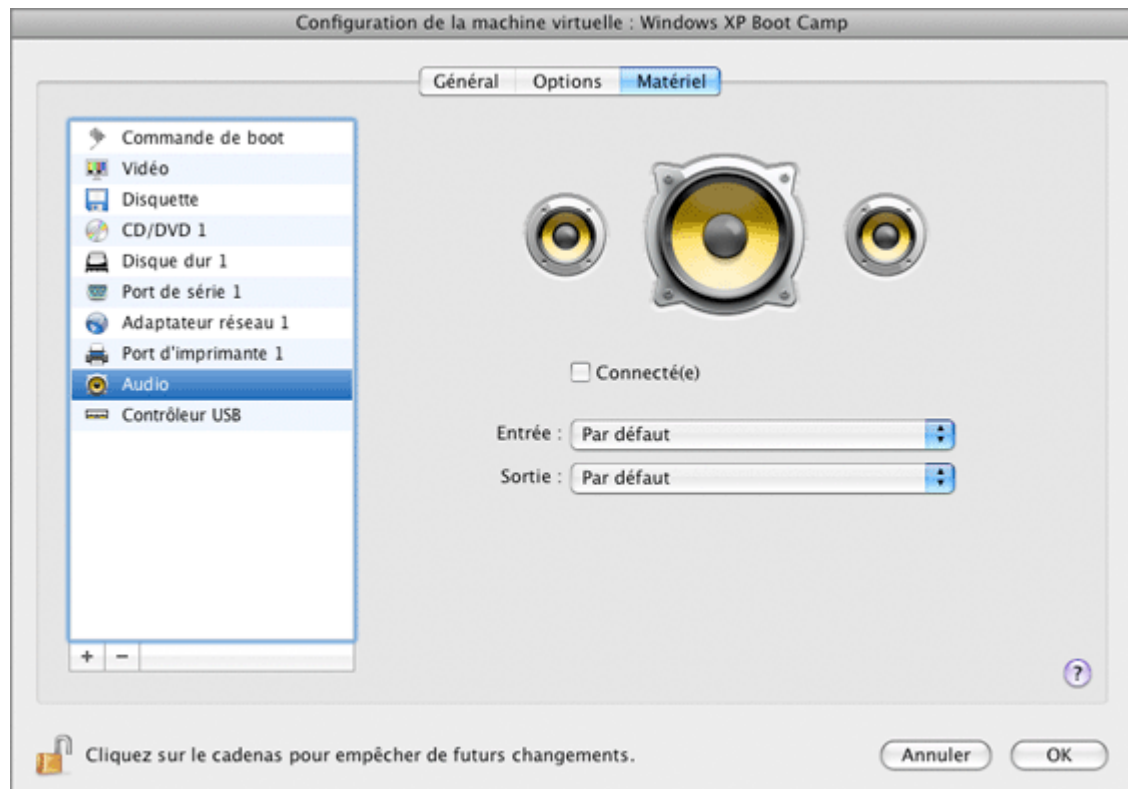 Configuration de la machine virtuelle : Windows XP Boot Camp
Général Options Matériel
Commande de boot
Vidéo
Disquette
CD/DVD 1
Disque dur 1
Port de série 1
Adaptateur réseau 1
Port d'imprimante 1
Audio
Contrôleur USB
Connecté(e)
Entrée : Par défaut
Sortie : Par défaut
+ −
?
Cliquez sur le cadenas pour empêcher de futurs changements.
Annuler OK